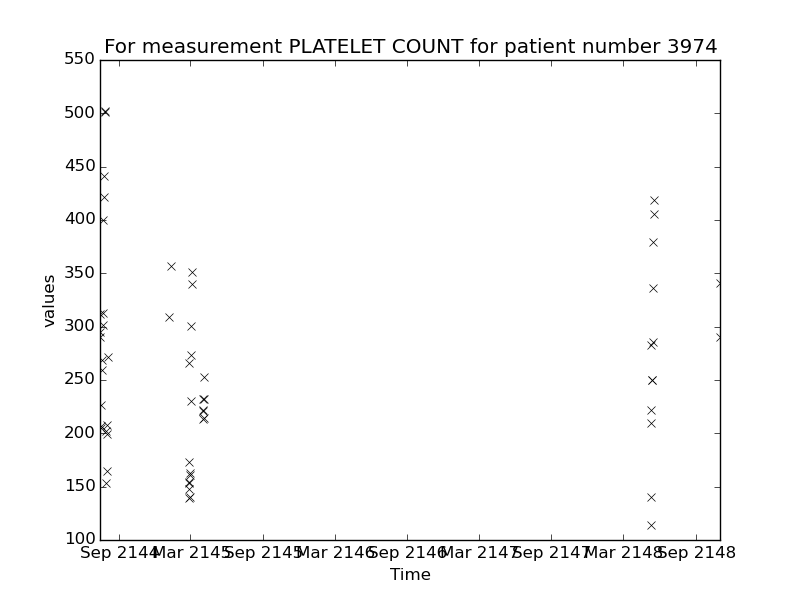 For measurement PLATELET COUNT for patient number 3974
550
500
450
400
350
300
250
200
150
100
values
Sep 2144 Mar 2145 Sep 2145 Mar 2146 Sep 2146 Mar 2147 Sep 2147 Mar 2148 Sep 2148
Time